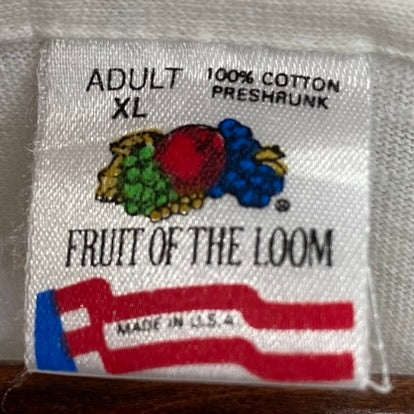 ADULT 100% COTTON
XL PRESHRUNK
®
FRUIT OF THE LOOM
MADE IN U.S.A.